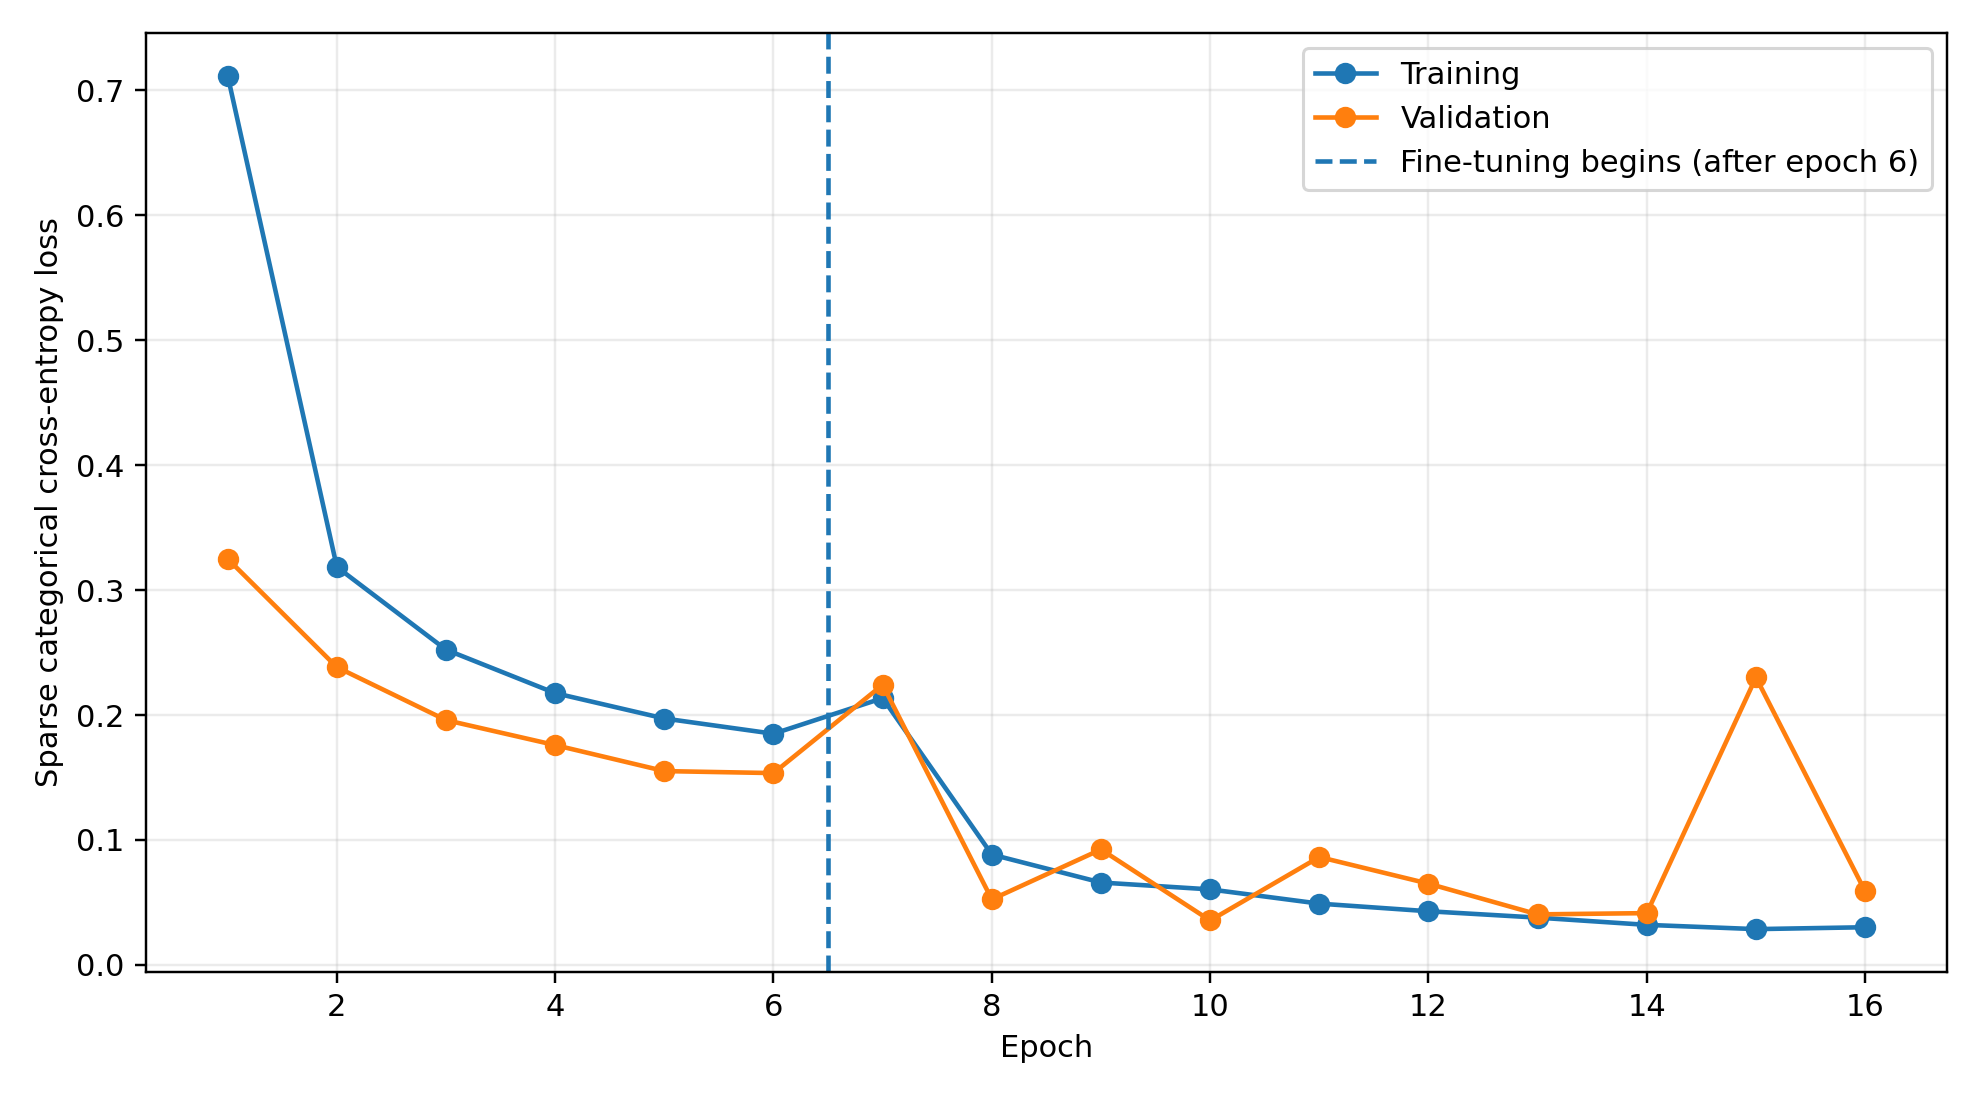 Training
Validation
Fine-tuning begins (after epoch 6)
Sparse categorical cross-entropy loss
0.7
0.6
0.5
0.4
0.3
0.2
0.1
0.0
2 4 6 8 10 12 14 16
Epoch